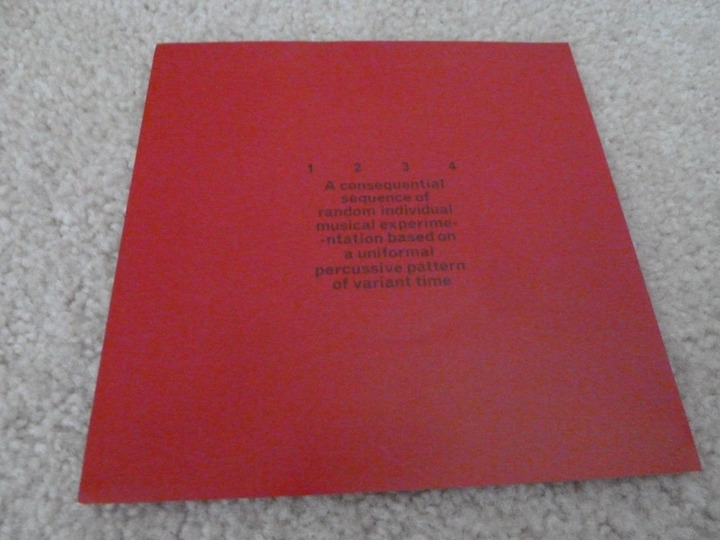 1 2 3 4
A consequential
sequence of
random individual
musical experime-
-ntation based on
a uniformal
percussive pattern
of variant time